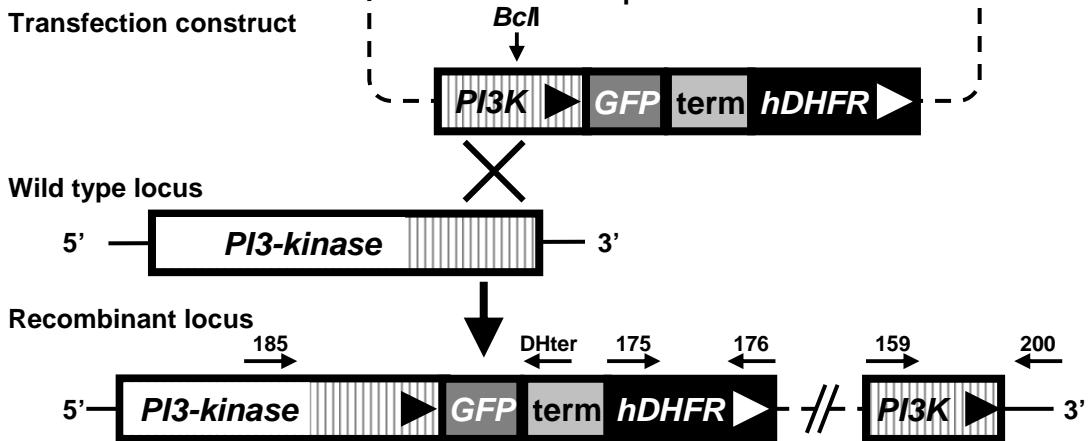 Transfection construct
BclI
PI3K GFP term hDHFR
Wild type locus
5’ PI3-kinase 3’
Recombinant locus
185 DHter 175 176 159 200
5’ PI3-kinase GFP term hDHFR PI3K 3’